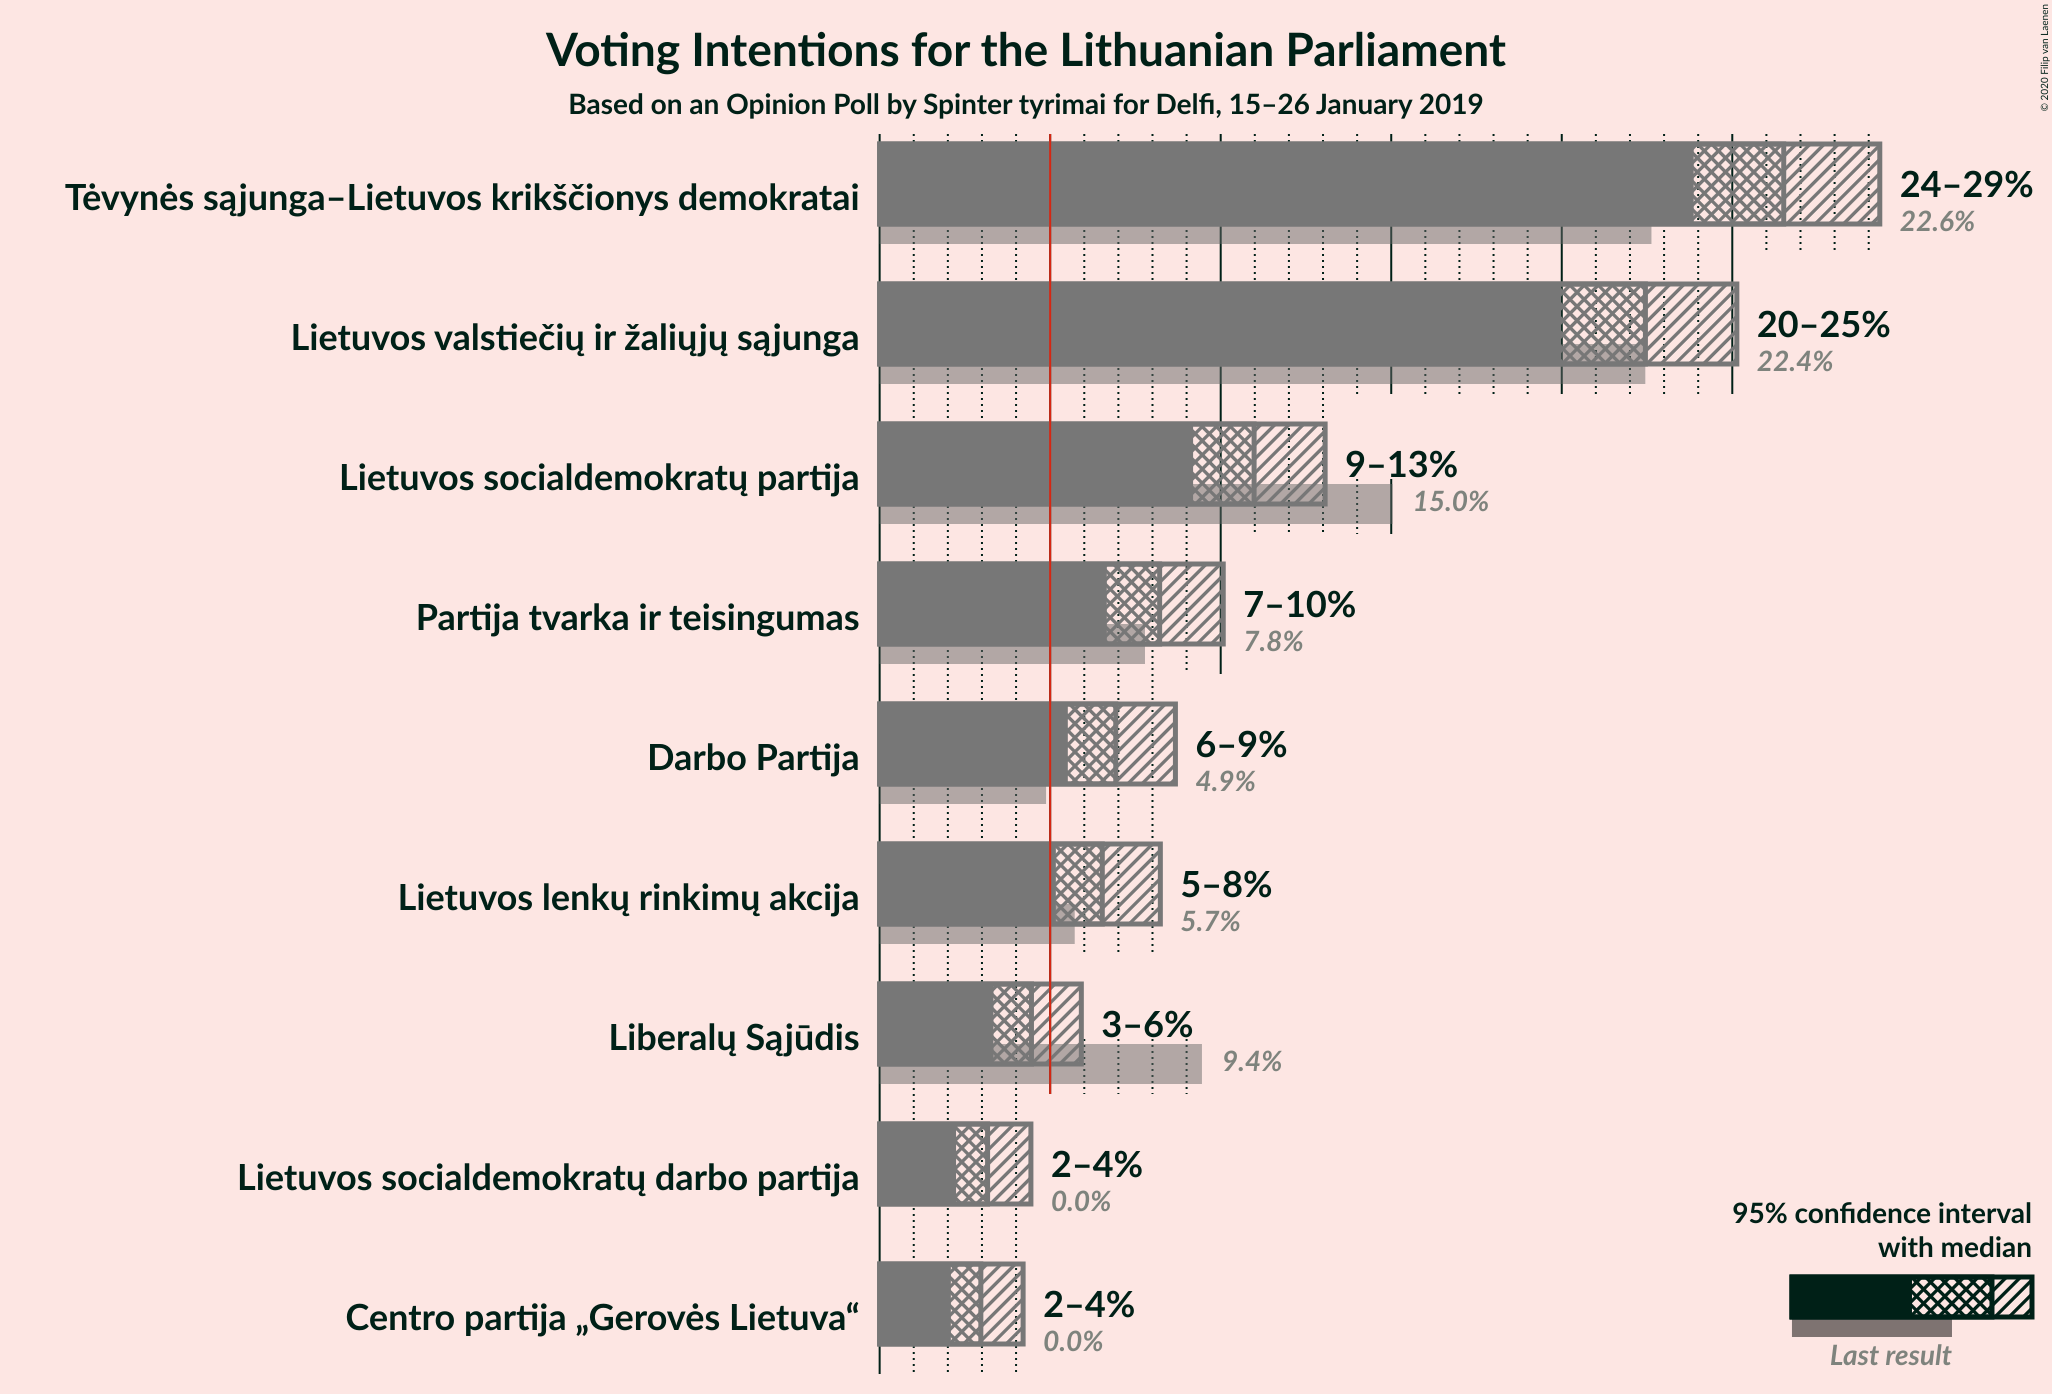 Voting Intentions for the Lithuanian Parliament
Based on an Opinion Poll by Spinter tyrimai for Delfi, 15–26 January 2019
© 2020 Filip van Laenen
Tėvynės sąjunga–Lietuvos krikščionys demokratai
24–29%
22.6%
Lietuvos valstiečių ir žaliųjų sąjunga
20–25%
22.4%
Lietuvos socialdemokratų partija
9–13%
15.0%
Partija tvarka ir teisingumas
7–10%
7.8%
Darbo Partija
6–9%
4.9%
Lietuvos lenkų rinkimų akcija
5–8%
5.7%
Liberalų Sąjūdis
3–6%
9.4%
Lietuvos socialdemokratų darbo partija
2–4%
0.0%
Centro partija „Gerovės Lietuva“
2–4%
0.0%
95% confidence interval
with median
Last result